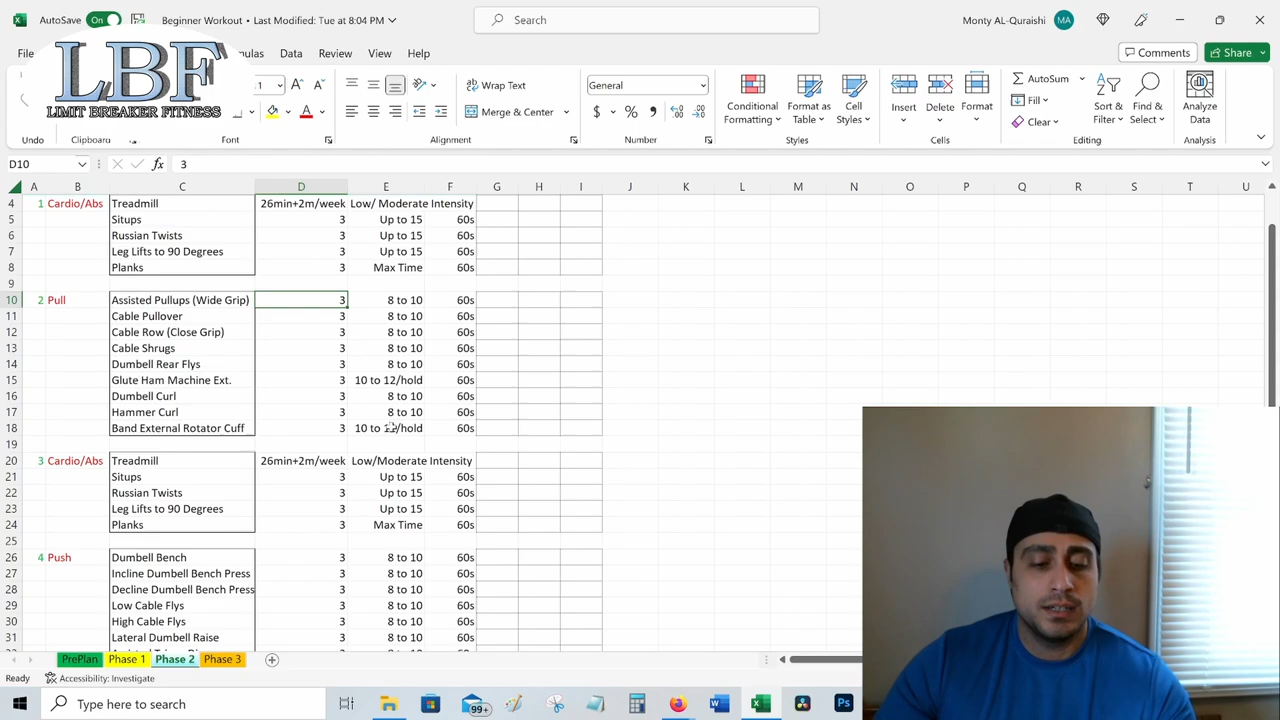 AutoSave On Beginner Workout • Last Modified: Tue at 8:04 PM Search Monty AL-Quraishi MA
File Data Review View Help Comments Share
LBF
LIMIT BREAKER FITNESS
Wrap Text General AutoSum
Merge & Center $ % Conditional Formatting Format as Table Cell Styles Insert Delete Format Fill Clear Sort & Filter Find & Select Analyze Data
Undo Clipboard Font Alignment Number Styles Cells Editing Analysis
D10 fx 3
A B C D E F G H I J K L M N O P Q R S T U
4 1 Cardio/Abs Treadmill 26min+2m/week Low/ Moderate Intensity
5 Situps 3 Up to 15 60s
6 Russian Twists 3 Up to 15 60s
7 Leg Lifts to 90 Degrees 3 Up to 15 60s
8 Planks 3 Max Time 60s
9
10 2 Pull Assisted Pullups (Wide Grip) 3 8 to 10 60s
11 Cable Pullover 3 8 to 10 60s
12 Cable Row (Close Grip) 3 8 to 10 60s
13 Cable Shrugs 3 8 to 10 60s
14 Dumbell Rear Flys 3 8 to 10 60s
15 Glute Ham Machine Ext. 3 10 to 12/hold 60s
16 Dumbell Curl 3 8 to 10 60s
17 Hammer Curl 3 8 to 10 60s
18 Band External Rotator Cuff 3 10 to 12/hold 60s
19
20 3 Cardio/Abs Treadmill 26min+2m/week Low/Moderate Intensity
21 Situps 3 Up to 15 60s
22 Russian Twists 3 Up to 15 60s
23 Leg Lifts to 90 Degrees 3 Up to 15 60s
24 Planks 3 Max Time 60s
25
26 4 Push Dumbell Bench 3 8 to 10 60s
27 Incline Dumbell Bench Press 3 8 to 10 60s
28 Decline Dumbell Bench Press 3 8 to 10 60s
29 Low Cable Flys 3 8 to 10 60s
30 High Cable Flys 3 8 to 10 60s
31 Lateral Dumbell Raise 3 8 to 10 60s
PrePlan Phase 1 Phase 2 Phase 3
Ready Accessibility: Investigate
Type here to search 99+ Ps